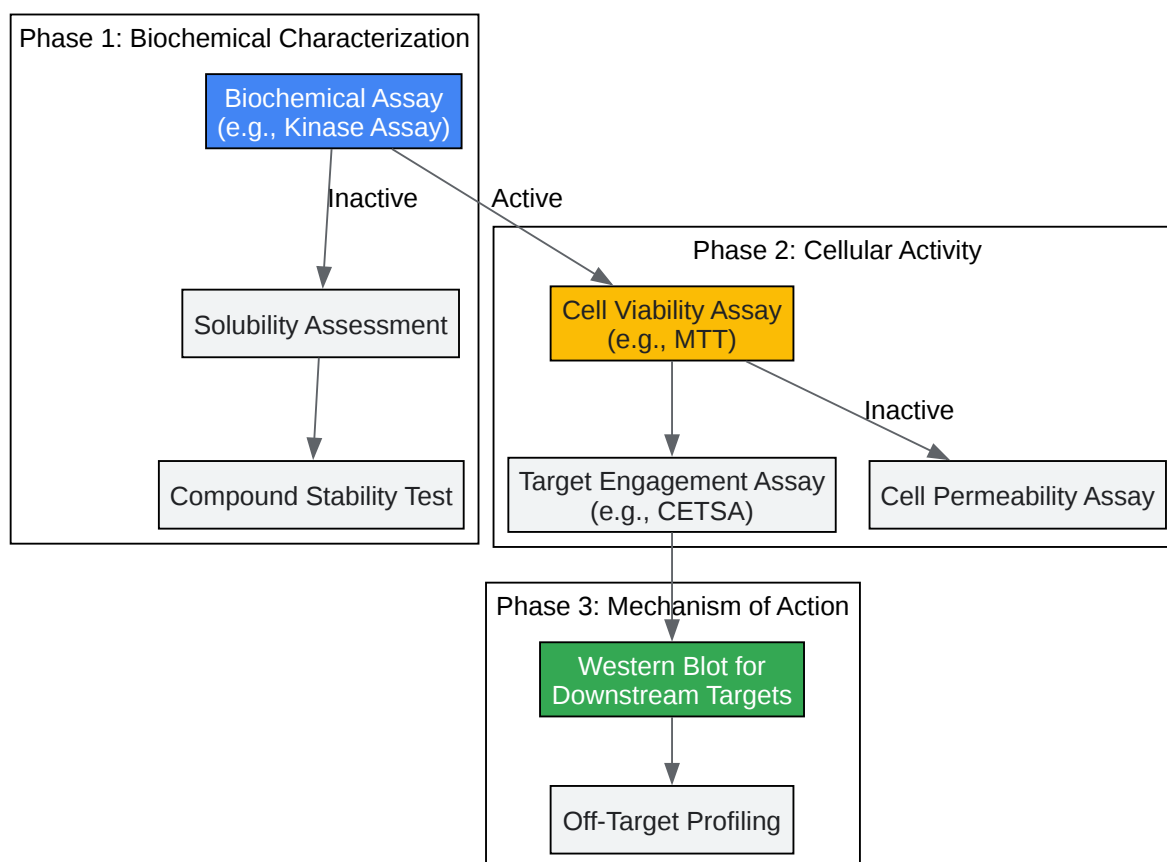 Phase 1: Biochemical Characterization
Biochemical Assay
(e.g., Kinase Assay)
Inactive
Active
Solubility Assessment
Compound Stability Test
Phase 2: Cellular Activity
Cell Viability Assay
(e.g., MTT)
Inactive
Target Engagement Assay
(e.g., CETSA)
Cell Permeability Assay
Phase 3: Mechanism of Action
Western Blot for
Downstream Targets
Off-Target Profiling